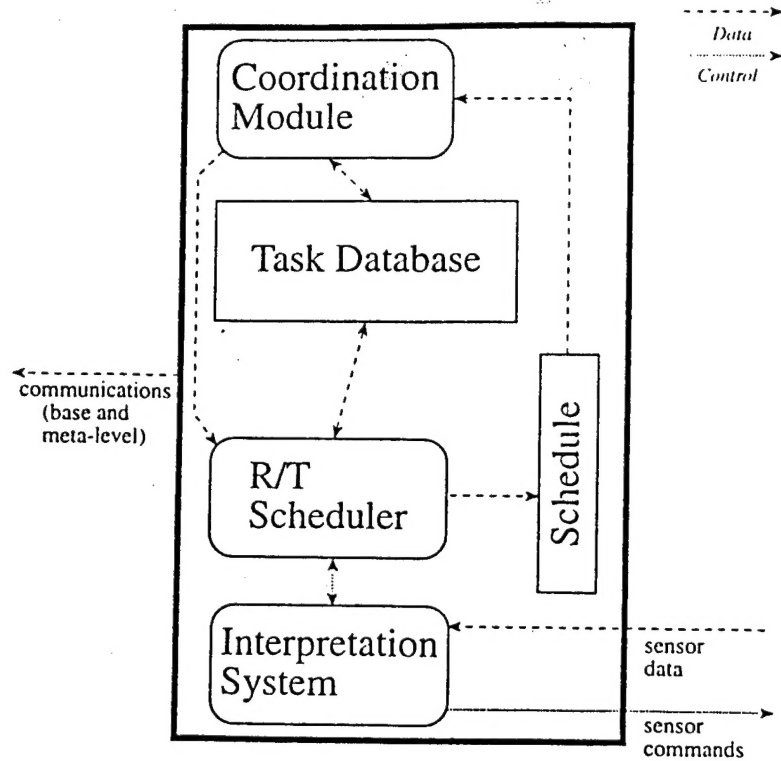 Data
Control
Coordination
Module
Task Database
communications
(base and
meta-level)
R/T
Scheduler
Schedule
Interpretation
System
sensor
data
sensor
commands